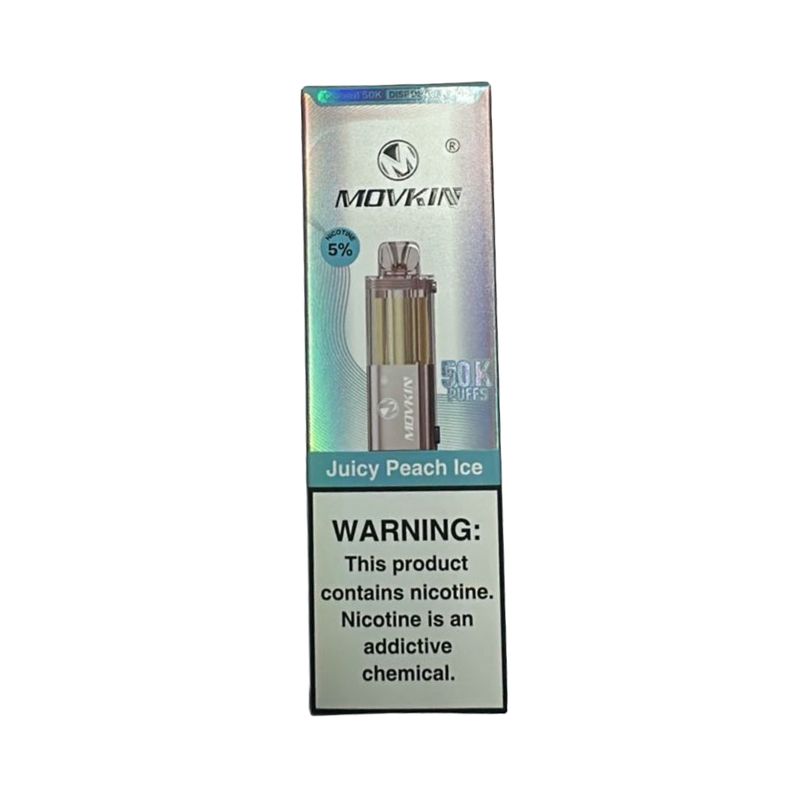 50K
M
®
MOVKIN
NICOTINE
5%
50K
PUFFS
M
MOVKIN
Juicy Peach Ice
WARNING:
This product
contains nicotine.
Nicotine is an
addictive
chemical.